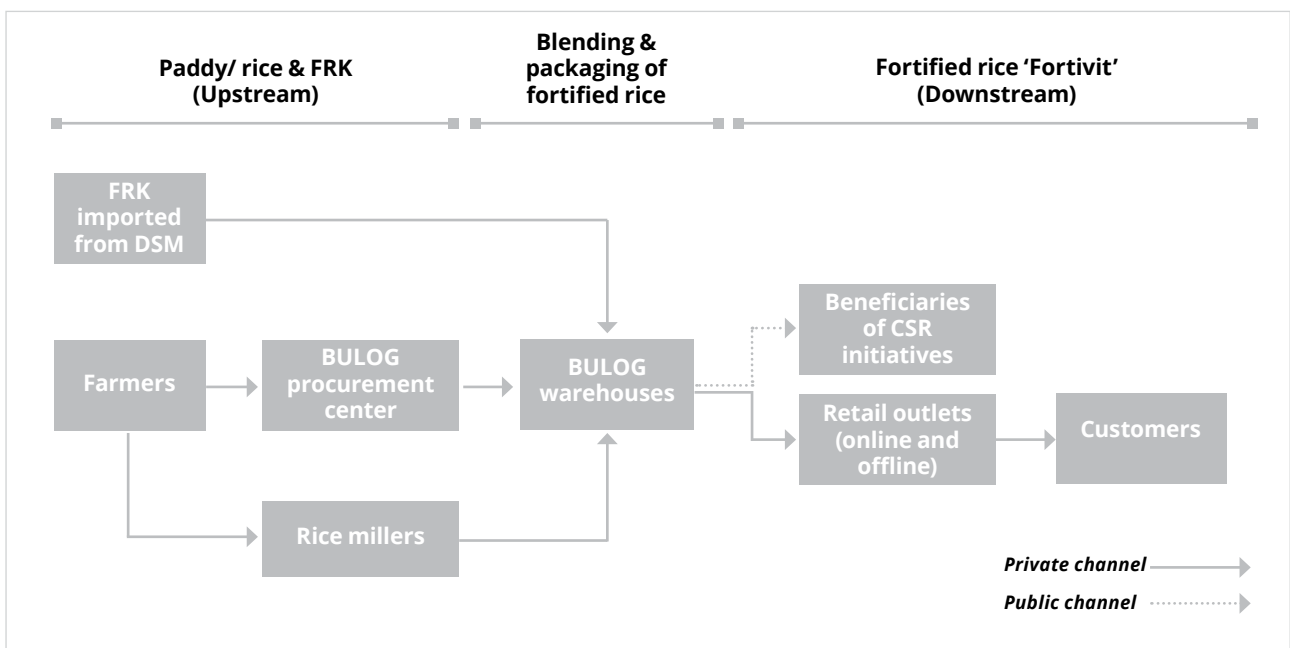 Paddy/ rice & FRK
(Upstream)
Blending &
packaging of
fortified rice
Fortified rice ‘Fortivit’
(Downstream)
FRK
imported
from DSM
Farmers
BULOG
procurement
center
Rice millers
BULOG
warehouses
Beneficiaries
of CSR
initiatives
Retail outlets
(online and
offline)
Customers
Private channel
Public channel